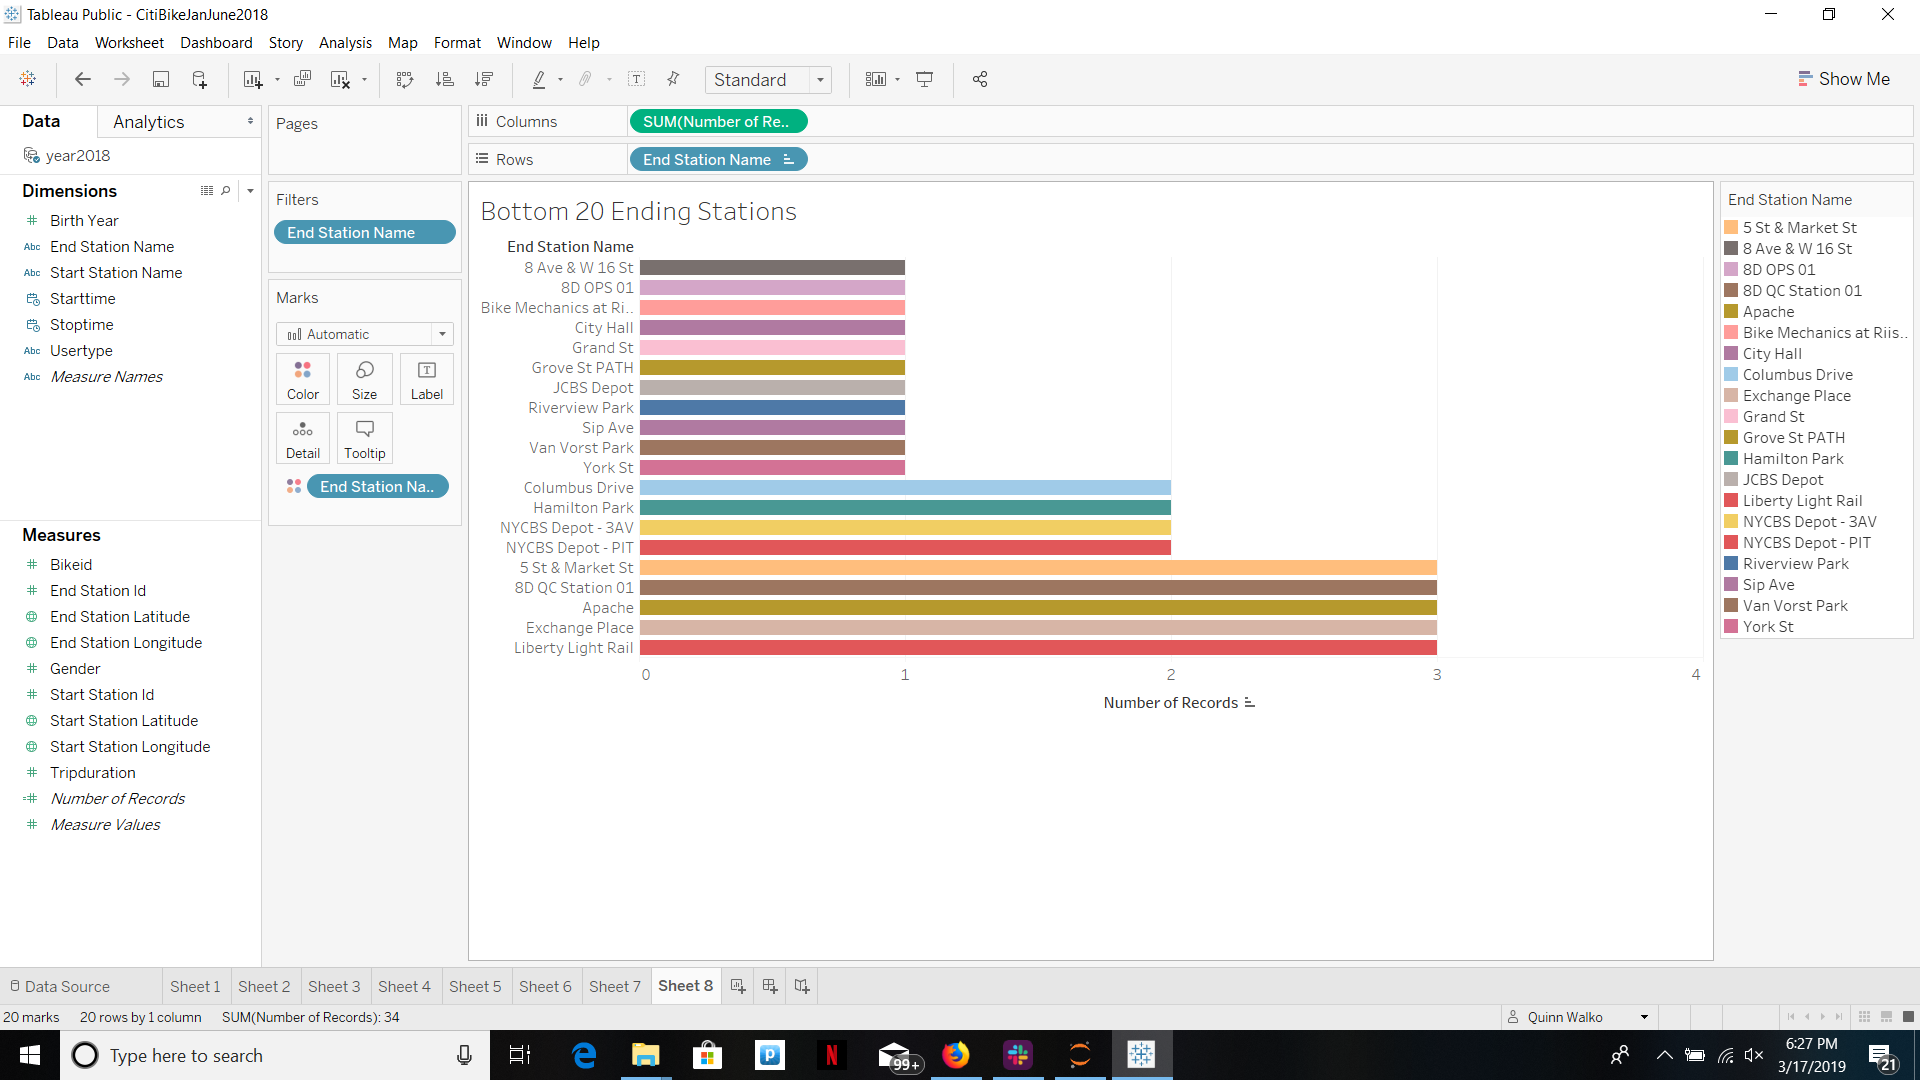 Tableau Public - CitiBikeJanJune2018
File Data Worksheet Dashboard Story Analysis Map Format Window Help
Standard
Show Me
Data Analytics
year2018
Dimensions
# Birth Year
Abc End Station Name
Abc Start Station Name
Starttime
Stoptime
Abc Usertype
Abc Measure Names
Measures
# Bikeid
# End Station Id
End Station Latitude
End Station Longitude
# Gender
# Start Station Id
Start Station Latitude
Start Station Longitude
# Tripduration
=# Number of Records
# Measure Values
Pages
Filters
End Station Name
Marks
Automatic
Color Size Label
Detail Tooltip
End Station Na..
Columns SUM(Number of Re..
Rows End Station Name
Bottom 20 Ending Stations
End Station Name
8 Ave & W 16 St
8D OPS 01
Bike Mechanics at Ri..
City Hall
Grand St
Grove St PATH
JCBS Depot
Riverview Park
Sip Ave
Van Vorst Park
York St
Columbus Drive
Hamilton Park
NYCBS Depot - 3AV
NYCBS Depot - PIT
5 St & Market St
8D QC Station 01
Apache
Exchange Place
Liberty Light Rail
0 1 2 3 4
Number of Records
End Station Name
5 St & Market St
8 Ave & W 16 St
8D OPS 01
8D QC Station 01
Apache
Bike Mechanics at Riis..
City Hall
Columbus Drive
Exchange Place
Grand St
Grove St PATH
Hamilton Park
JCBS Depot
Liberty Light Rail
NYCBS Depot - 3AV
NYCBS Depot - PIT
Riverview Park
Sip Ave
Van Vorst Park
York St
Data Source Sheet 1 Sheet 2 Sheet 3 Sheet 4 Sheet 5 Sheet 6 Sheet 7 Sheet 8
20 marks 20 rows by 1 column SUM(Number of Records): 34
Quinn Walko
Type here to search
99+
6:27 PM
3/17/2019
21